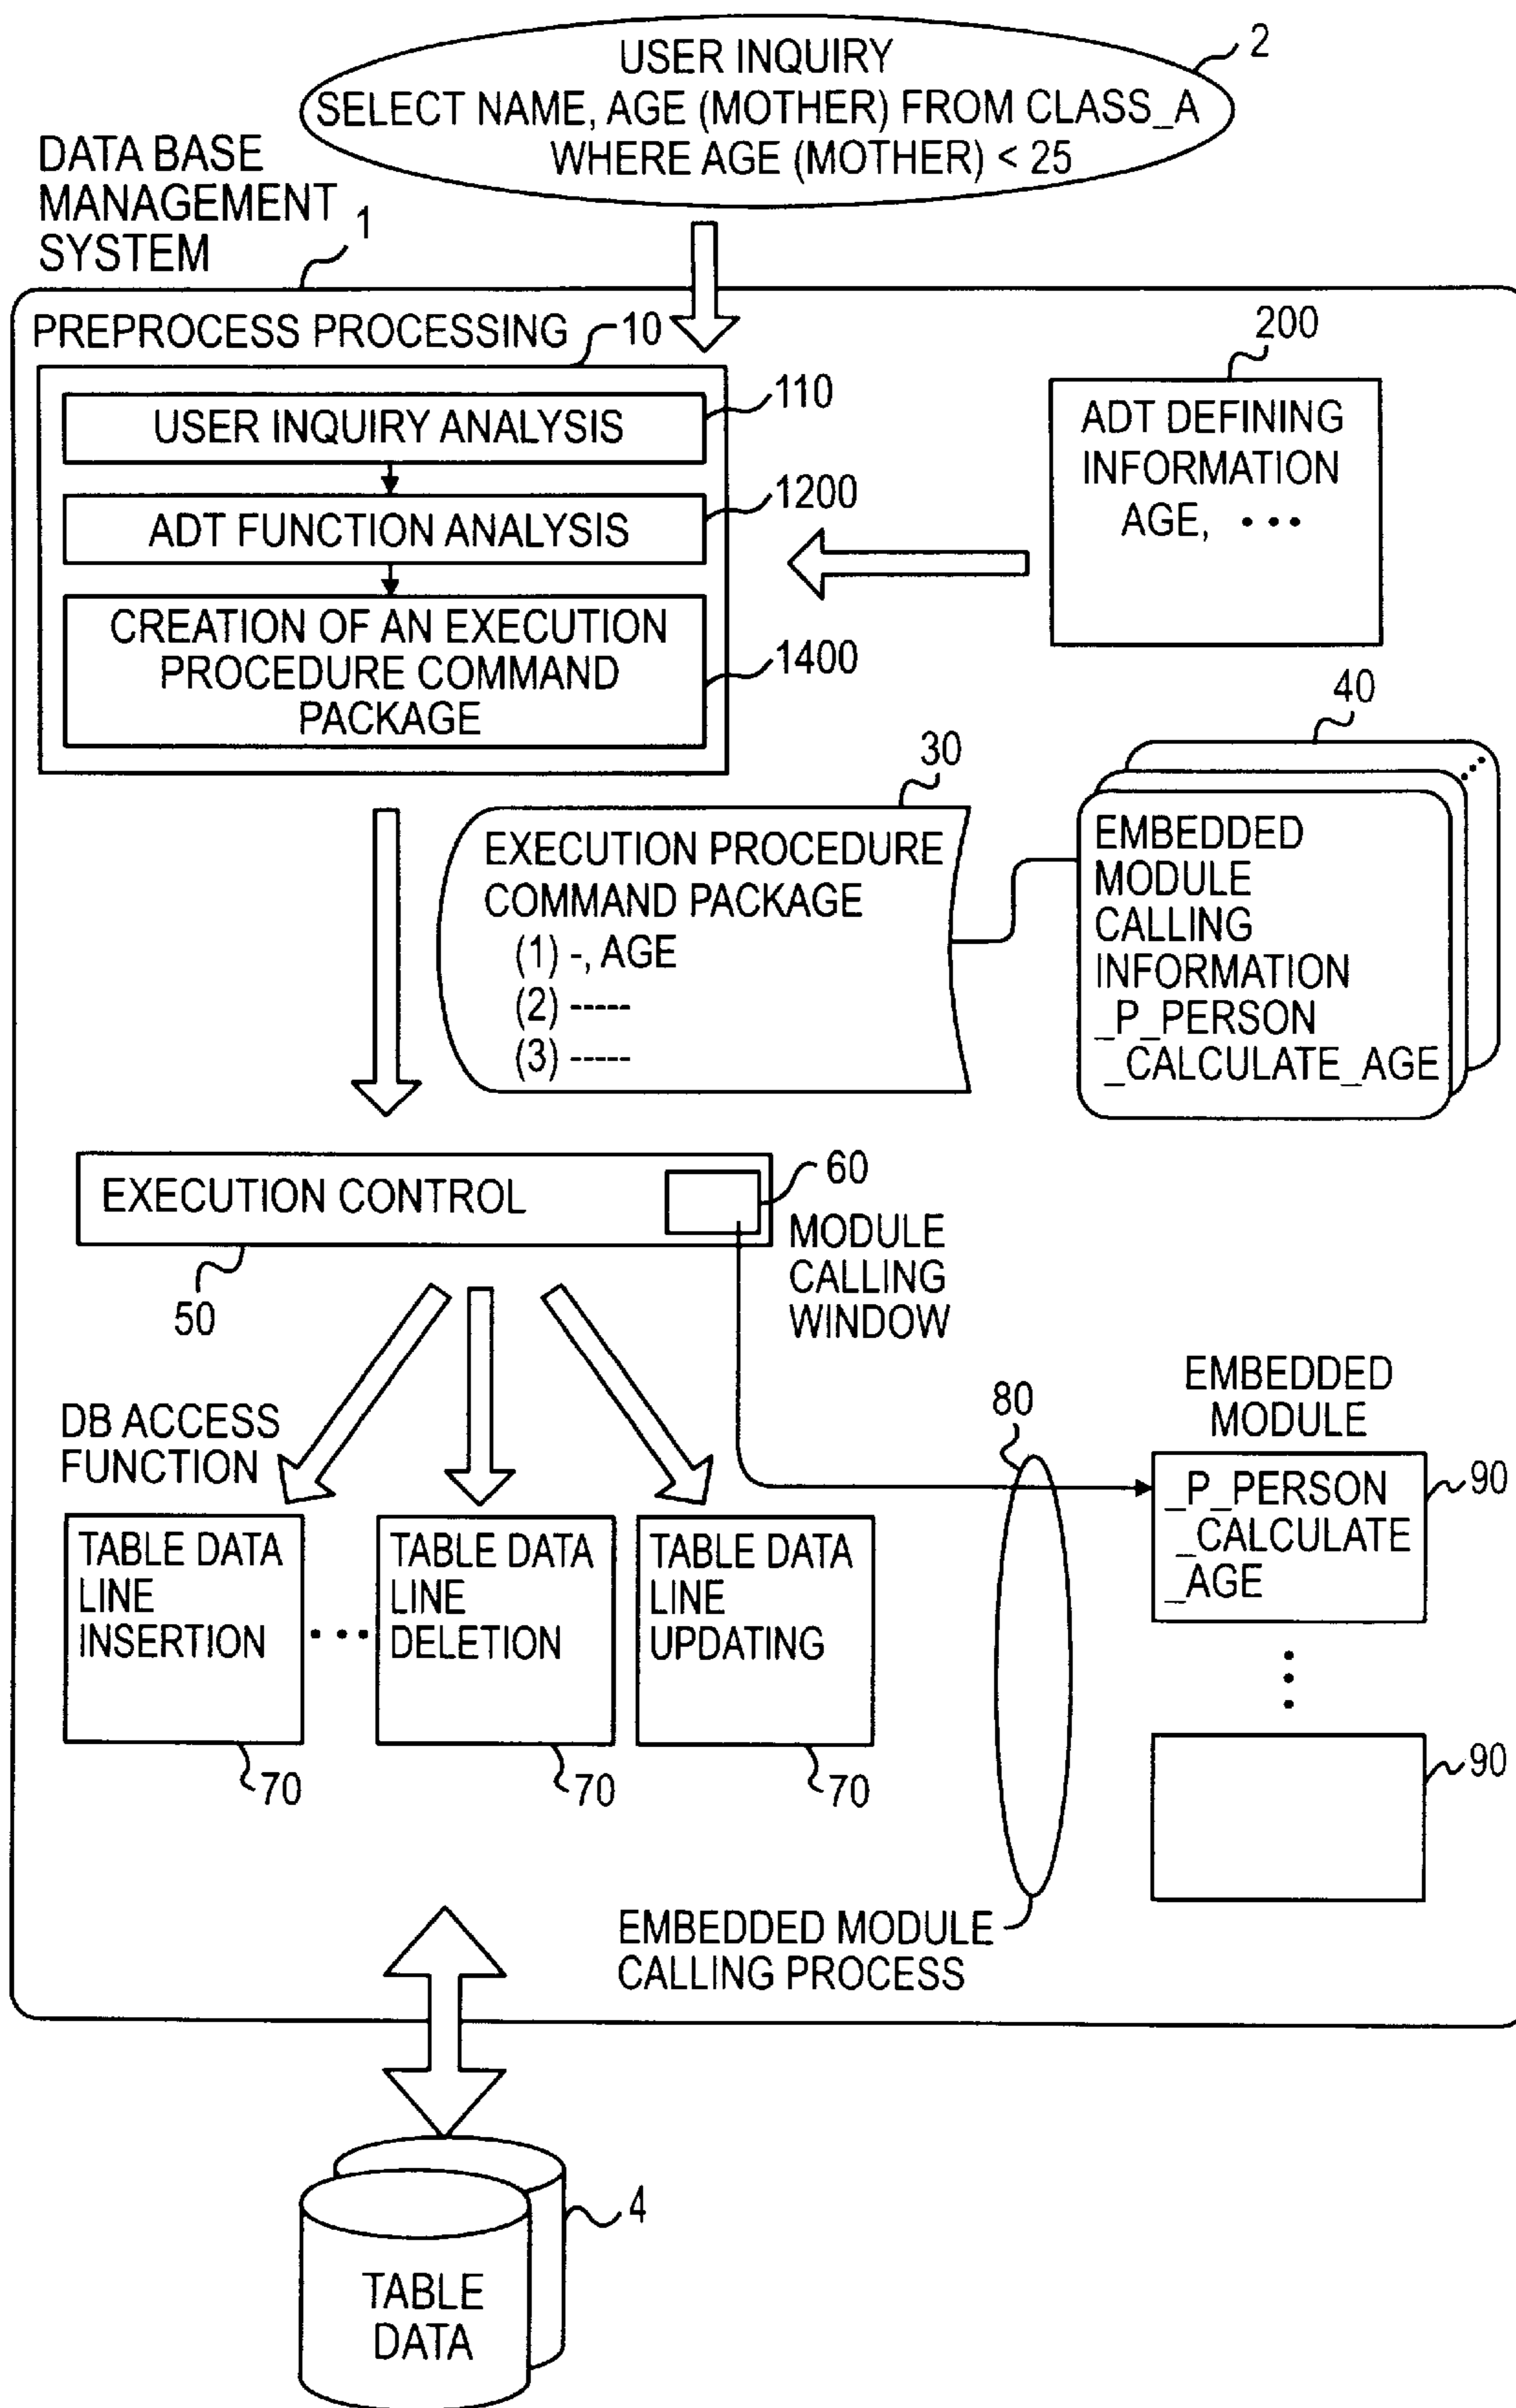 USER INQUIRY
SELECT NAME, AGE (MOTHER) FROM CLASS_A
WHERE AGE (MOTHER) < 25
2
DATA BASE
MANAGEMENT
SYSTEM
1
PREPROCESS PROCESSING
10
USER INQUIRY ANALYSIS
110
ADT FUNCTION ANALYSIS
1200
CREATION OF AN EXECUTION
PROCEDURE COMMAND
PACKAGE
1400
200
ADT DEFINING
INFORMATION
AGE, •••
30
EXECUTION PROCEDURE
COMMAND PACKAGE
(1) -, AGE
(2) -----
(3) -----
40
EMBEDDED
MODULE
CALLING
INFORMATION
_P_PERSON
_CALCULATE_AGE
EXECUTION CONTROL
50
60
MODULE
CALLING
WINDOW
DB ACCESS
FUNCTION
TABLE DATA
LINE
INSERTION
70
•••
TABLE DATA
LINE
DELETION
70
TABLE DATA
LINE
UPDATING
70
80
EMBEDDED MODULE
CALLING PROCESS
EMBEDDED
MODULE
_P_PERSON
_CALCULATE
_AGE
90
90
TABLE
DATA
4